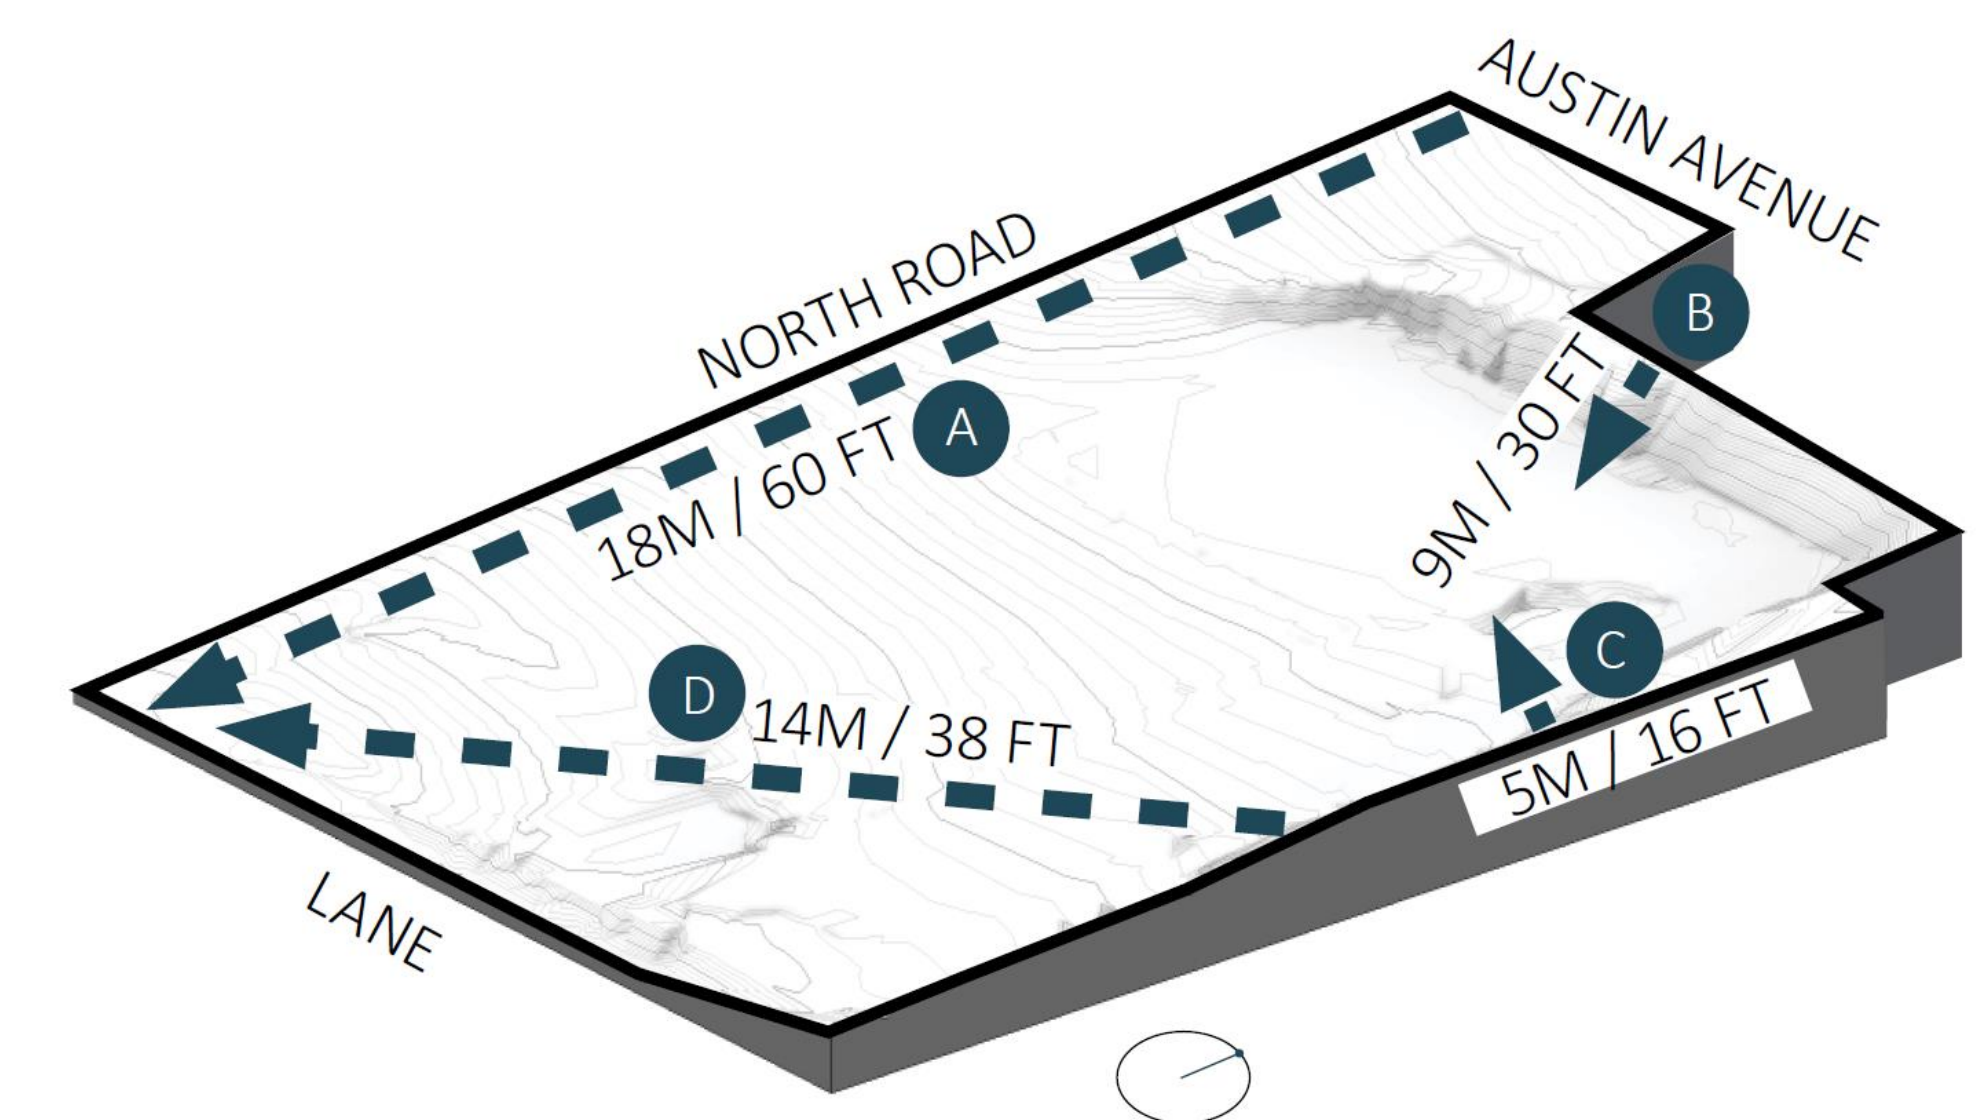 AUSTIN AVENUE
NORTH ROAD
B
A
18M / 60 FT
9M / 30 FT
C
D
14M / 38 FT
5M / 16 FT
LANE